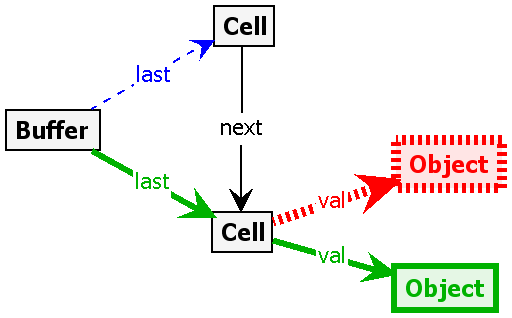 Cell
last
Buffer
next
Object
last
val
Cell
val
Object